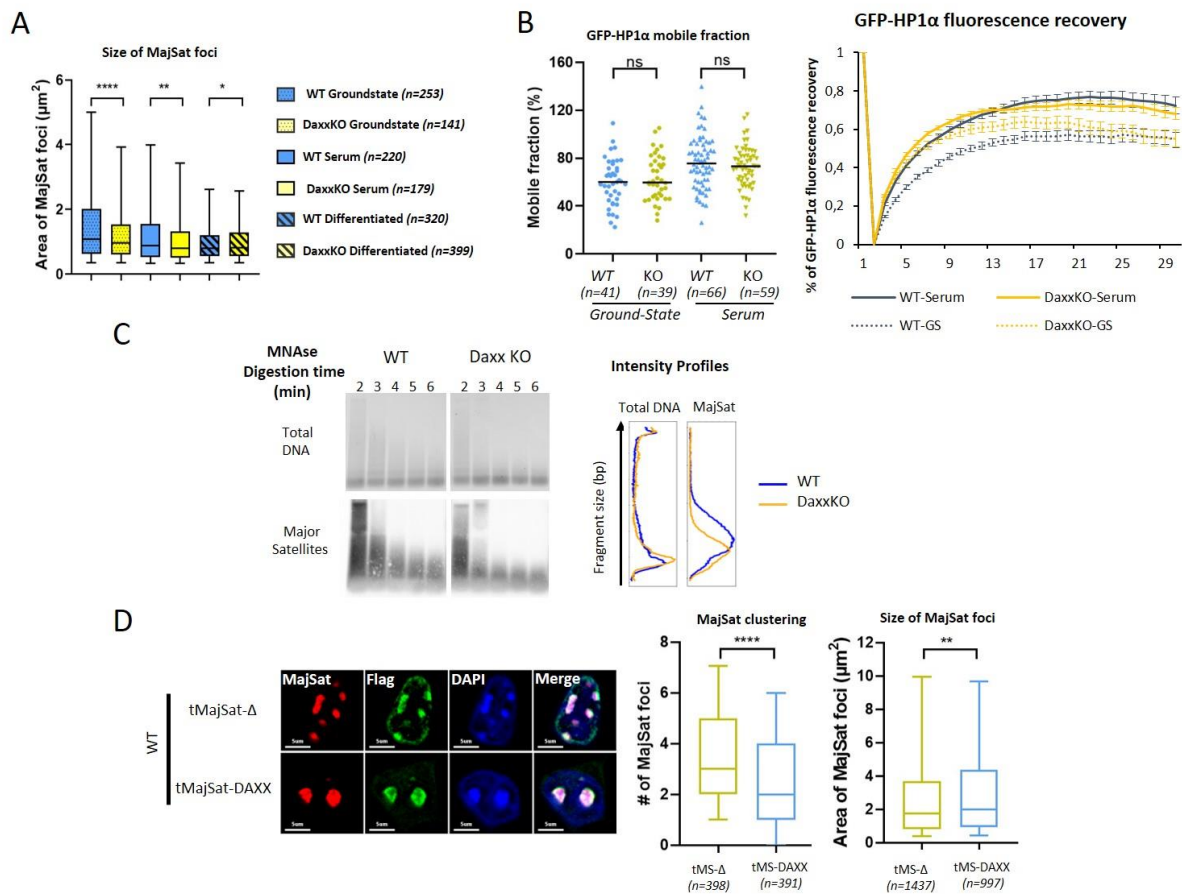 A
Size of MajSat foci
Area of MajSat foci (µm²)
6
4
2
0
****
**
*
WT Groundstate (n=253)
DaxxKO Groundstate (n=141)
WT Serum (n=220)
DaxxKO Serum (n=179)
WT Differentiated (n=320)
DaxxKO Differentiated (n=399)
B
GFP-HP1α mobile fraction
Mobile fraction (%)
160
120
80
40
0
ns
ns
WT KO WT KO
(n=41) (n=39) (n=66) (n=59)
Ground-State Serum
GFP-HP1α fluorescence recovery
% of GFP-HP1α fluorescence recovery
1
0,8
0,6
0,4
0,2
0
1 5 9 13 17 21 25 29
WT-Serum DaxxKO-Serum
WT-GS DaxxKO-GS
C
MNAse
Digestion time
(min)
WT Daxx KO
2 3 4 5 6 2 3 4 5 6
Total
DNA
Major
Satellites
Intensity Profiles
Total DNA MajSat
Fragment size (bp)
WT
DaxxKO
D
WT
tMajSat-Δ
tMajSat-DAXX
MajSat Flag DAPI Merge
5um 5um 5um 5um
5um 5um 5um 5um
MajSat clustering
# of MajSat foci
8
6
4
2
0
****
tMS-Δ tMS-DAXX
(n=398) (n=391)
Size of MajSat foci
Area of MajSat foci (µm²)
12
10
8
6
4
2
0
**
tMS-Δ tMS-DAXX
(n=1437) (n=997)